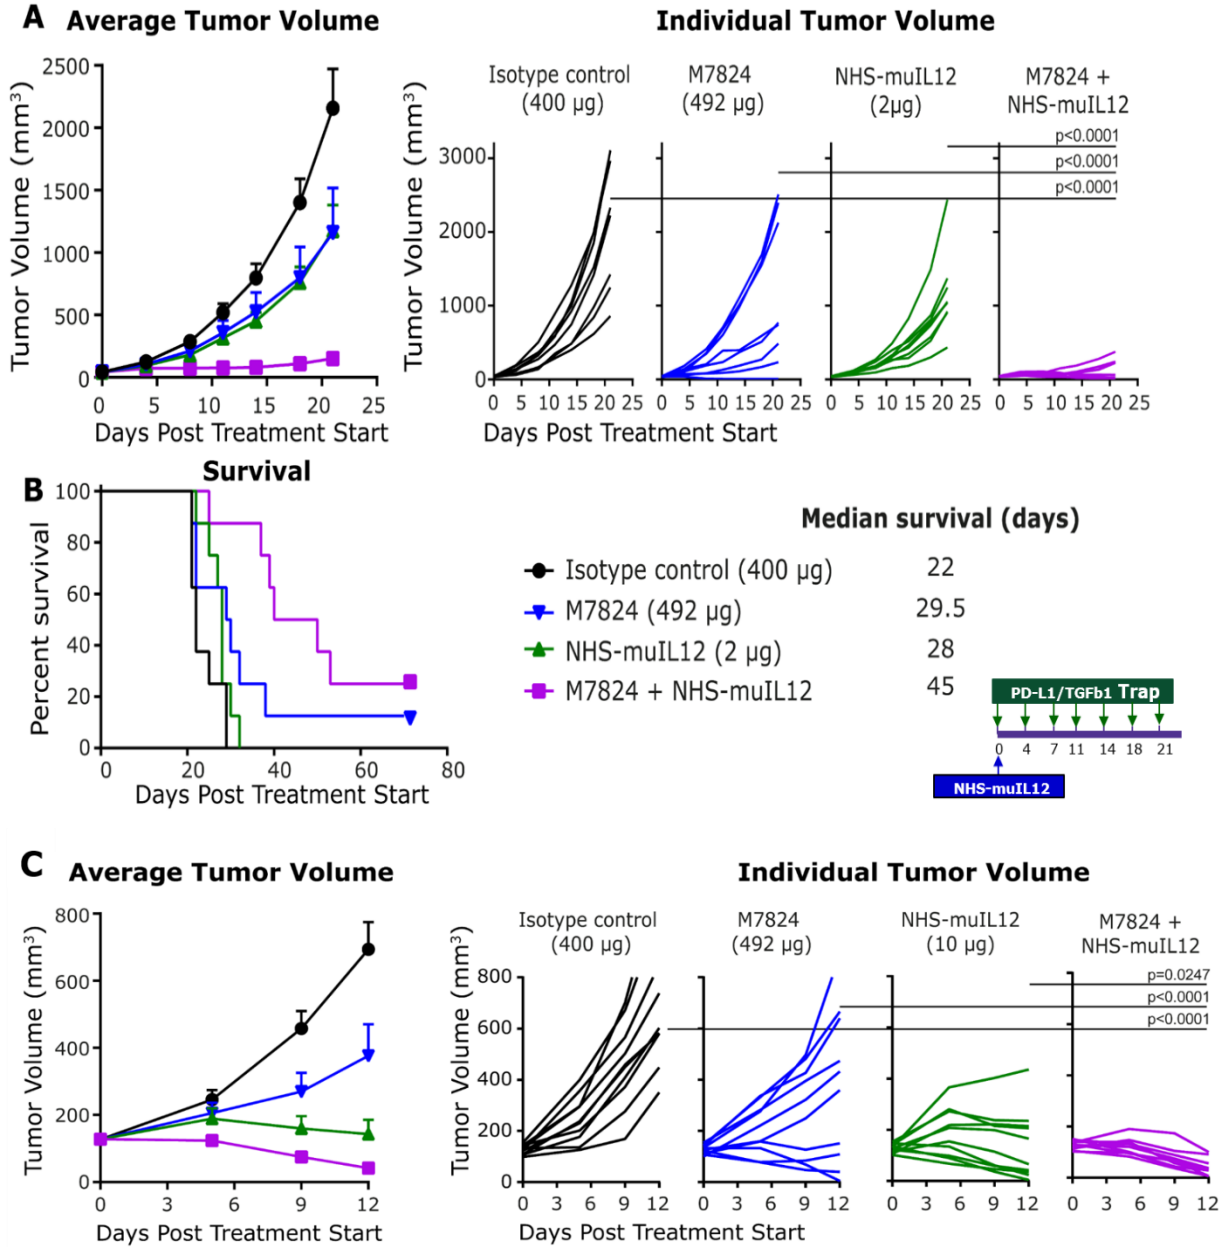 A Average Tumor Volume
Individual Tumor Volume
Tumor Volume (mm³)
2500
2000
1500
1000
500
0
0 5 10 15 20 25
Days Post Treatment Start
Isotype control
(400 µg)
M7824
(492 µg)
NHS-muIL12
(2µg)
M7824 +
NHS-muIL12
p<0.0001
p<0.0001
p<0.0001
Tumor Volume (mm³)
3000
2000
1000
0
0 5 10 15 20 25
0 5 10 15 20 25
0 5 10 15 20 25
0 5 10 15 20 25
Days Post Treatment Start
B Survival
Percent survival
100
80
60
40
20
0
0 20 40 60 80
Days Post Treatment Start
Median survival (days)
Isotype control (400 µg) 22
M7824 (492 µg) 29.5
NHS-muIL12 (2 µg) 28
M7824 + NHS-muIL12 45
PD-L1/TGFb1 Trap
0 4 7 11 14 18 21
NHS-muIL12
C Average Tumor Volume
Individual Tumor Volume
Tumor Volume (mm³)
800
600
400
200
0
0 3 6 9 12
Days Post Treatment Start
Isotype control
(400 µg)
M7824
(492 µg)
NHS-muIL12
(10 µg)
M7824 +
NHS-muIL12
p=0.0247
p<0.0001
p<0.0001
Tumor Volume (mm³)
800
600
400
200
0
0 3 6 9 12
0 3 6 9 12
0 3 6 9 12
0 3 6 9 12
Days Post Treatment Start